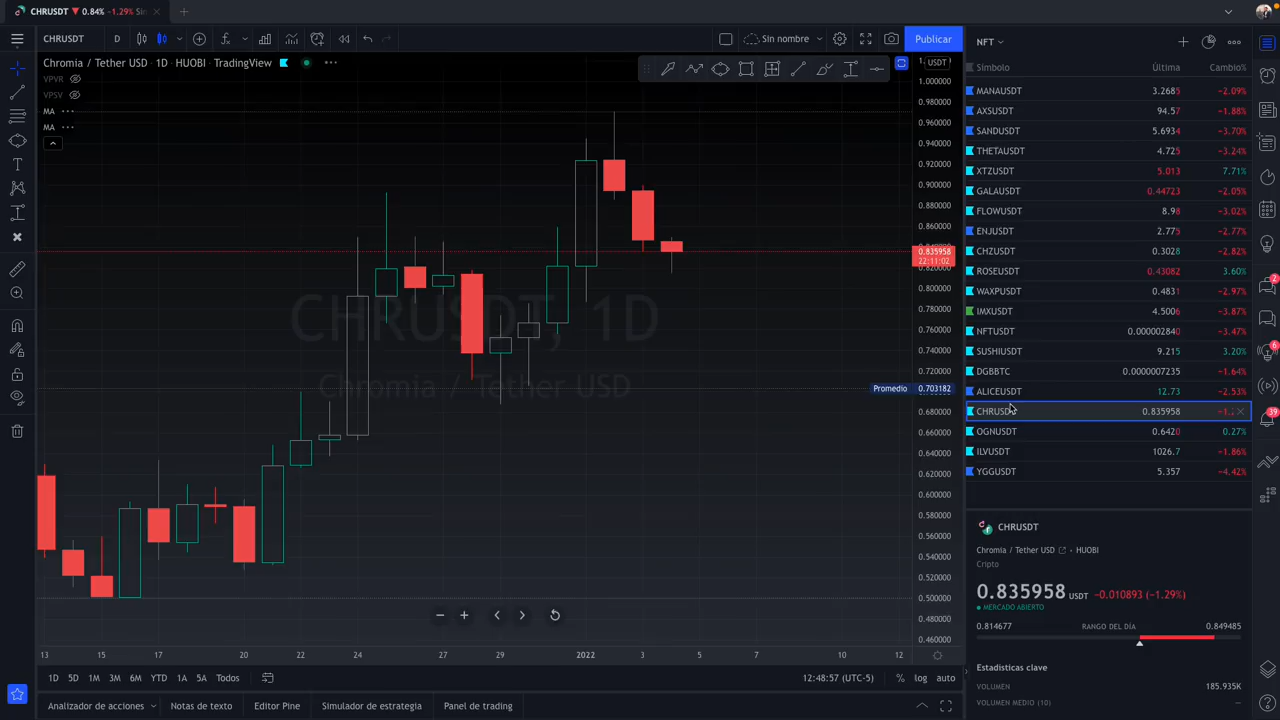 CHRUSDT ▼ 0.84% −1.29% Sin
CHRUSDT D Sin nombre Publicar
Chromia / Tether USD · 1D · HUOBI · TradingView
VPVR
VPSV
MA
MA
CHRUSDT, 1D
Chromia / Tether USD
USDT
1.000000
0.980000
0.960000
0.940000
0.920000
0.900000
0.880000
0.860000
0.835958
22:11:02
0.820000
0.800000
0.780000
0.760000
0.740000
0.720000
Promedio 0.703182
0.680000
0.660000
0.640000
0.620000
0.600000
0.580000
0.560000
0.540000
0.520000
0.500000
0.480000
0.460000
13 15 17 20 22 24 27 29 2022 3 5 7 10 12
1D 5D 1M 3M 6M YTD 1A 5A Todos 12:48:57 (UTC-5) % log auto
Analizador de acciones Notas de texto Editor Pine Simulador de estrategia Panel de trading
NFT
Símbolo Última Cambio%
MANAUSDT 3.2685 −2.09%
AXSUSDT 94.57 −1.88%
SANDUSDT 5.6934 −3.70%
THETAUSDT 4.725 −3.24%
XTZUSDT 5.013 7.71%
GALAUSDT 0.44723 −2.05%
FLOWUSDT 8.98 −3.02%
ENJUSDT 2.775 −2.77%
CHZUSDT 0.3028 −2.82%
ROSEUSDT 0.43082 3.60%
WAXPUSDT 0.4831 −2.97%
IMXUSDT 4.5006 −3.87%
NFTUSDT 0.000002840 −3.47%
SUSHIUSDT 9.215 3.20%
DGBBTC 0.0000007235 −1.64%
ALICEUSDT 12.73 −2.53%
CHRUSDT 0.835958 −1.
OGNUSDT 0.6420 0.27%
ILVUSDT 1026.7 −1.86%
YGGUSDT 5.357 −4.42%
CHRUSDT
Chromia / Tether USD • HUOBI
Cripto
0.835958 USDT −0.010893 (−1.29%)
MERCADO ABIERTO
0.814677 RANGO DEL DÍA 0.849485
Estadísticas clave
VOLUMEN 185.935K
VOLUMEN MEDIO (10) –
2
6
39